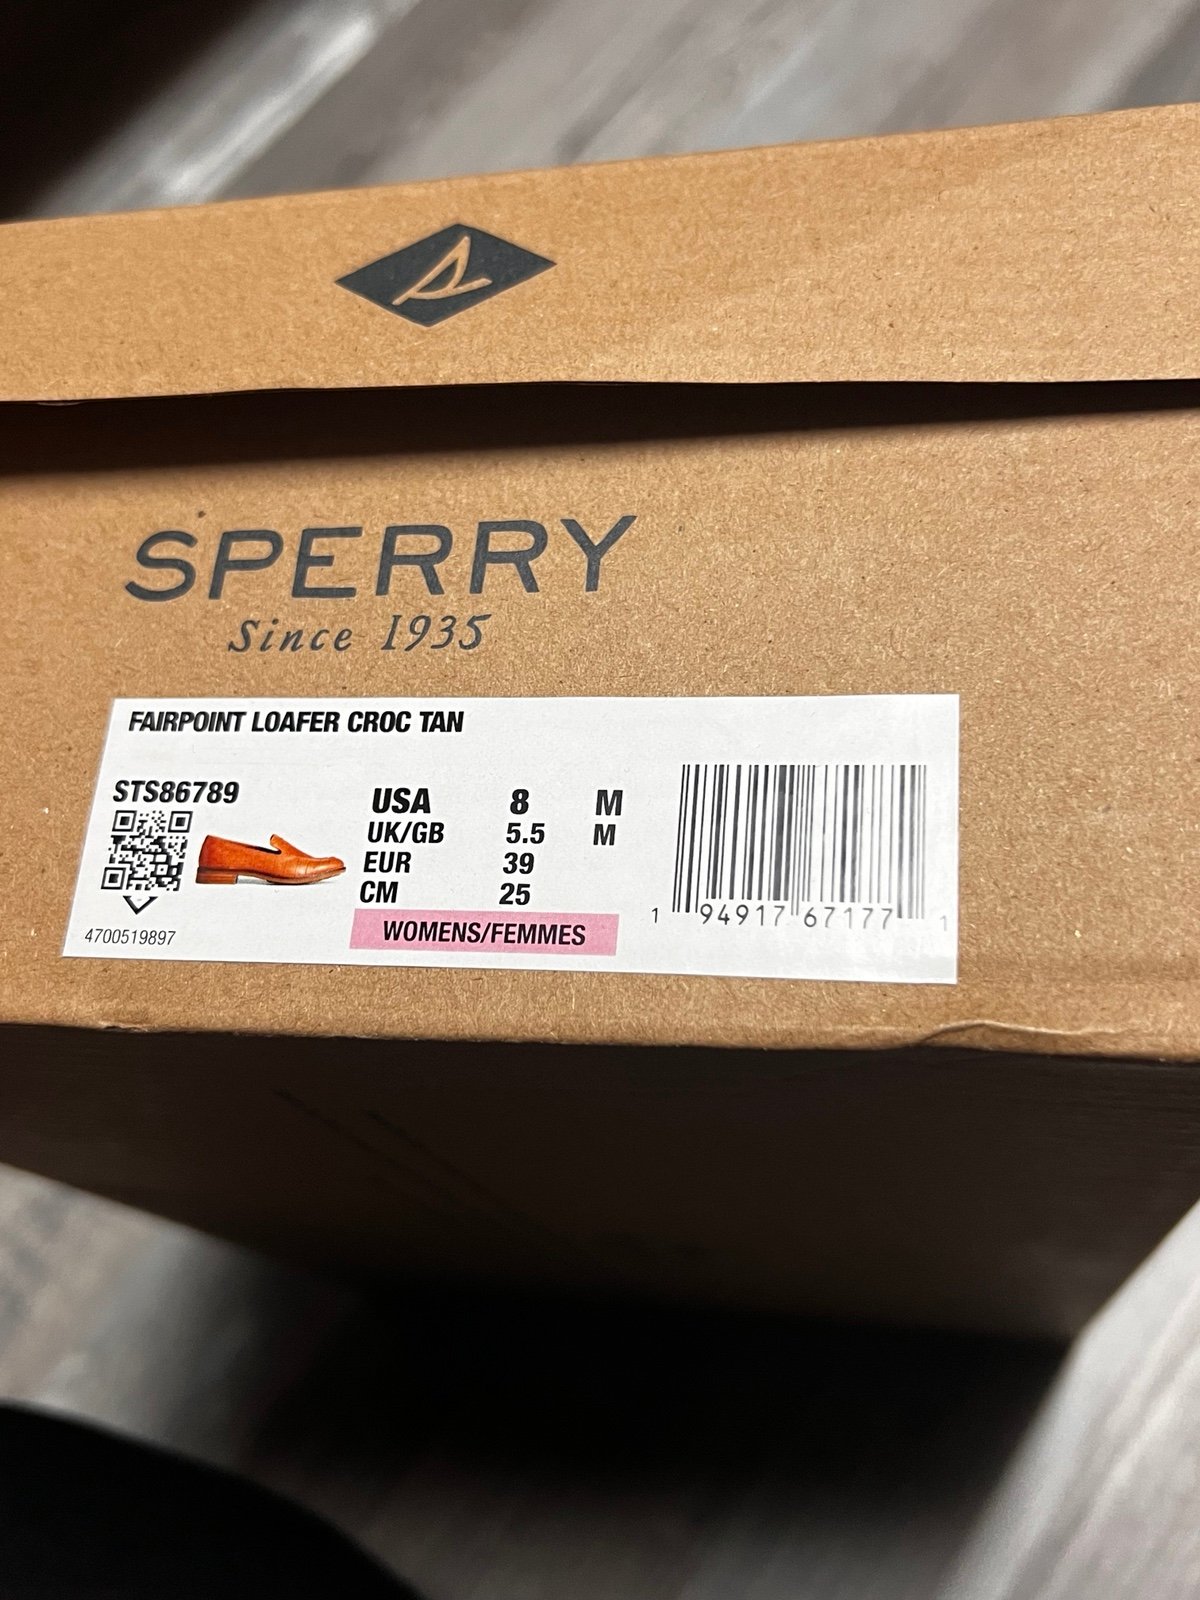 SPERRY
Since 1935
FAIRPOINT LOAFER CROC TAN
STS86789
USA 8 M
UK/GB 5.5 M
EUR 39
CM 25
WOMENS/FEMMES
4700519897
1 94917 67177 1